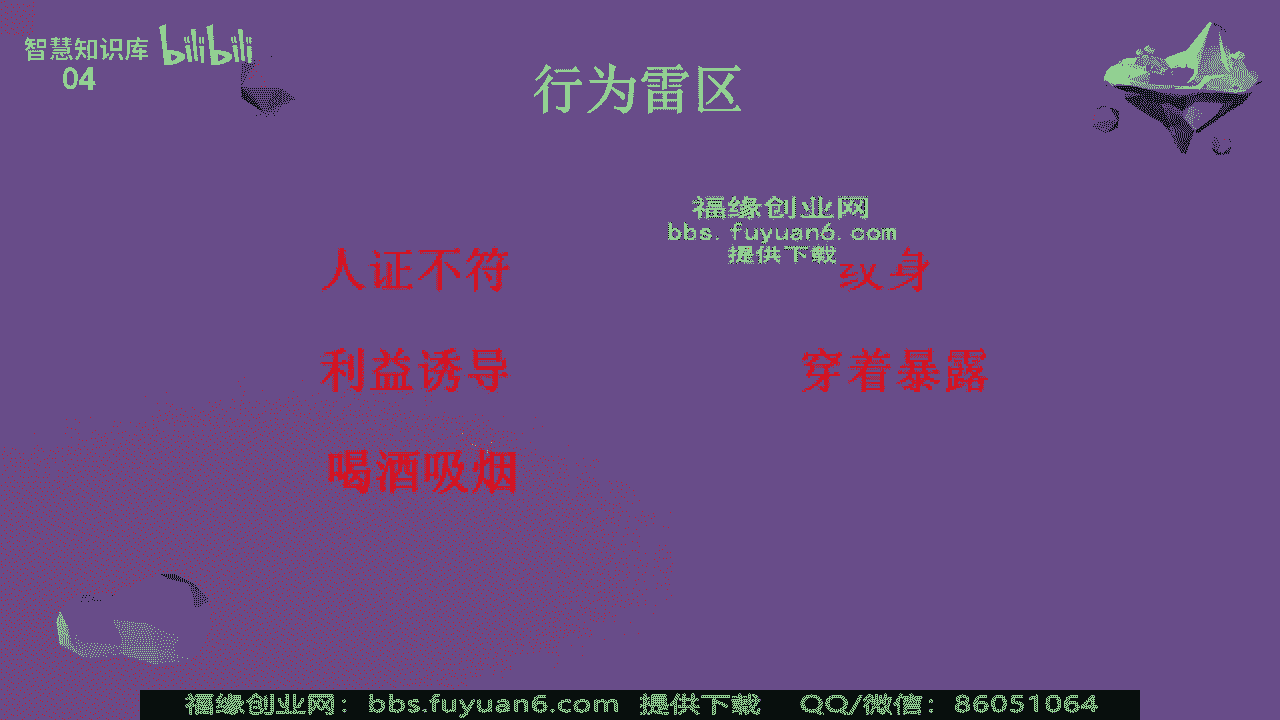 智慧知识库 bilibili
04
行为雷区
福缘创业网
bbs.fuyuan6.com
提供下载
人证不符
纹身
利益诱导
穿着暴露
喝酒吸烟
福缘创业网: bbs.fuyuan6.com 提供下载 QQ/微信: 86051064